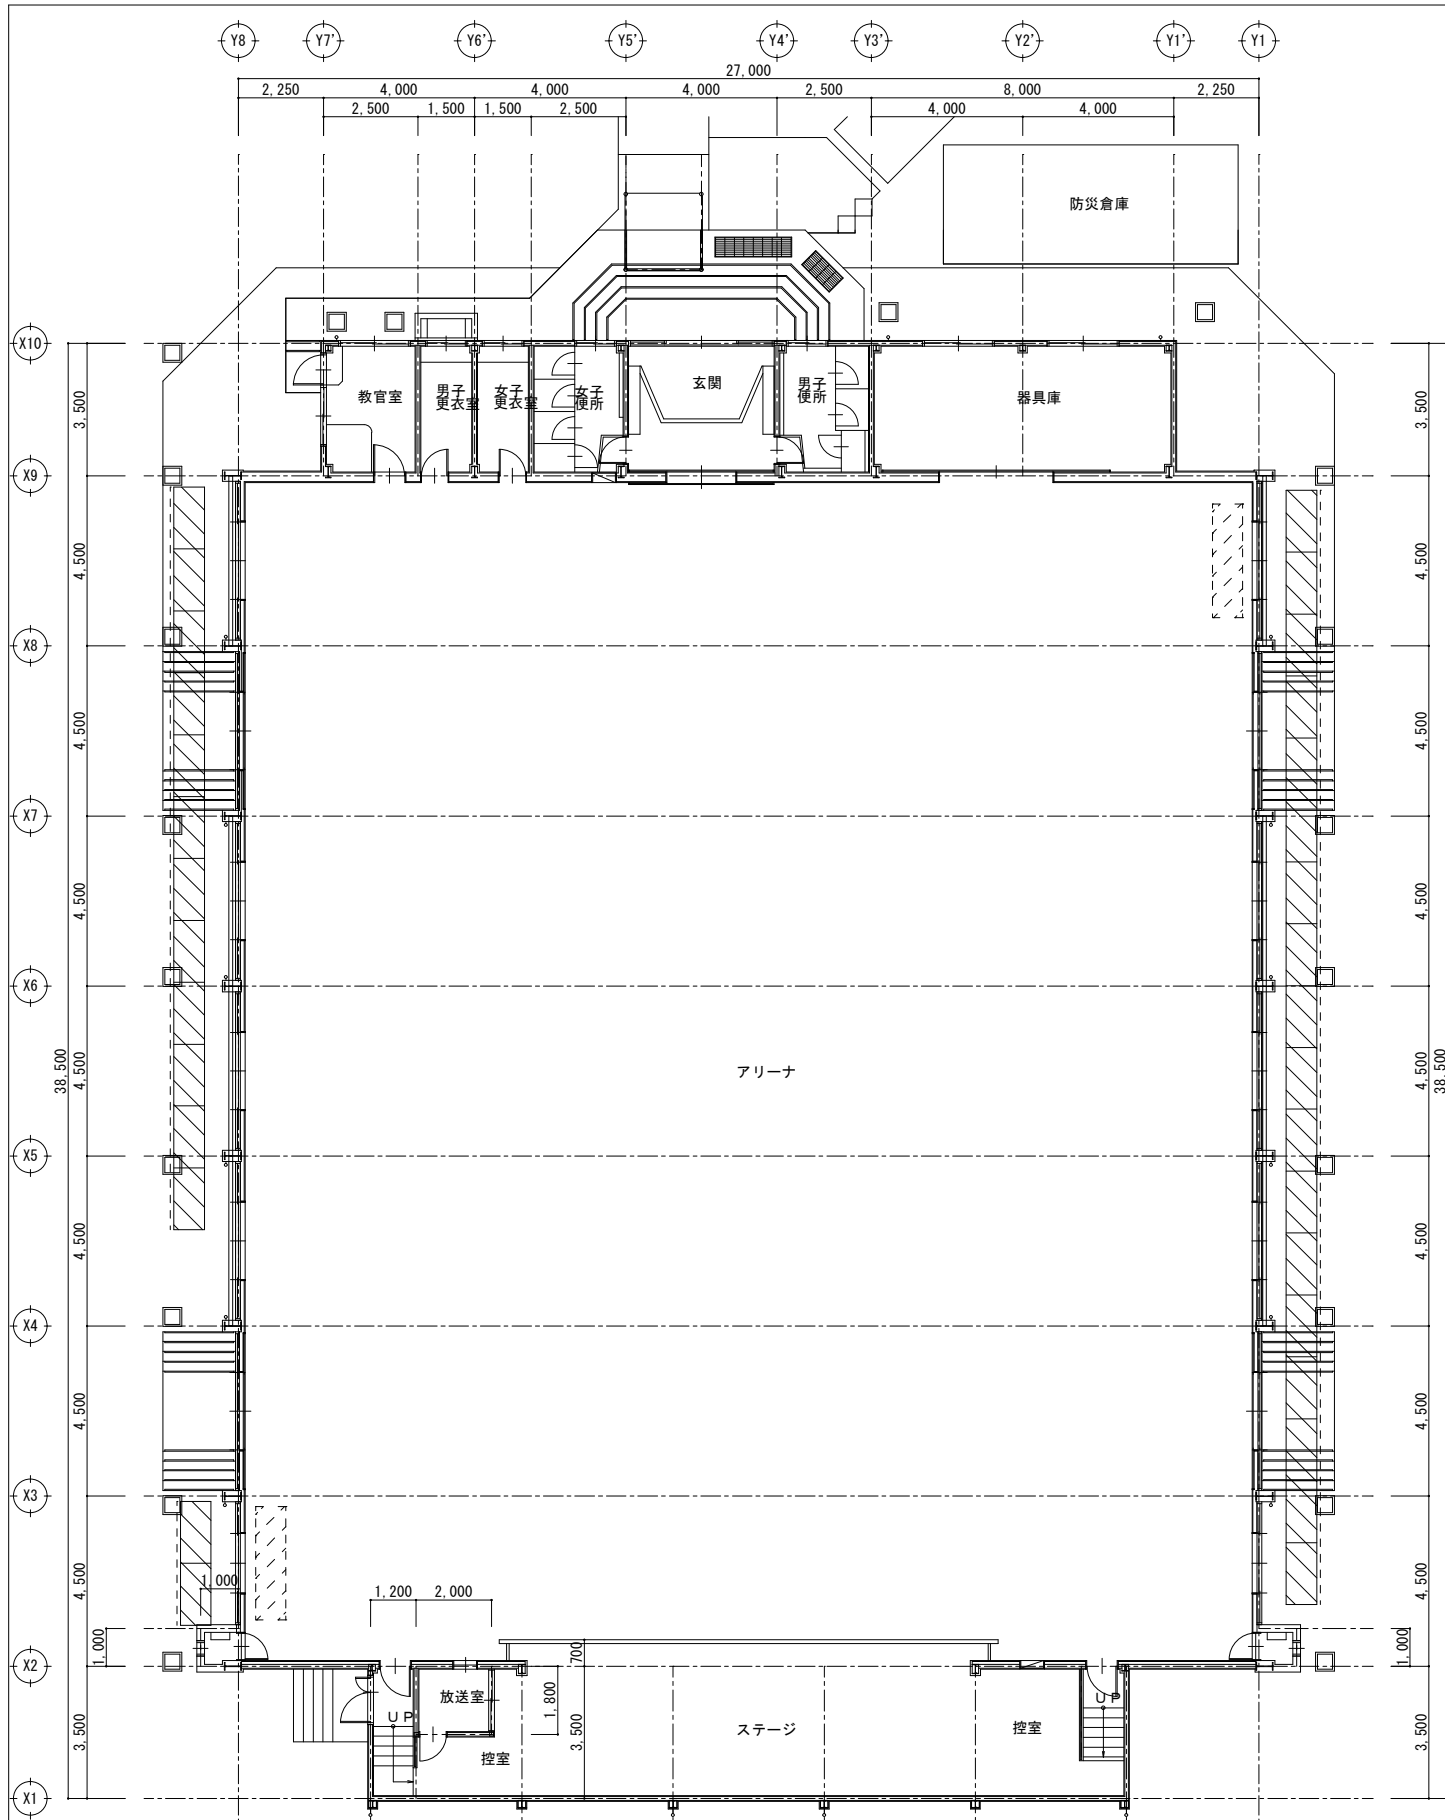 Y8 Y7' Y6' Y5' Y4' Y3' Y2' Y1' Y1
27,000
2,250 4,000 4,000 4,000 2,500 8,000 2,250
2,500 1,500 1,500 2,500 4,000 4,000
防災倉庫
X10
教官室
男子
更衣室
女子
更衣室
女子
便所
玄関
男子
便所
器具庫
3,500 3,500
X9
4,500 4,500
X8
4,500 4,500
X7
4,500 4,500
X6
38,500 4,500 アリーナ 4,500 38,500
X5
4,500 4,500
X4
4,500 4,500
X3
4,500 4,500
1,000 1,200 2,000
1,000 700 1,000
X2
放送室 1,800
UP UP
3,500 3,500 ステージ 控室 3,500
控室
X1